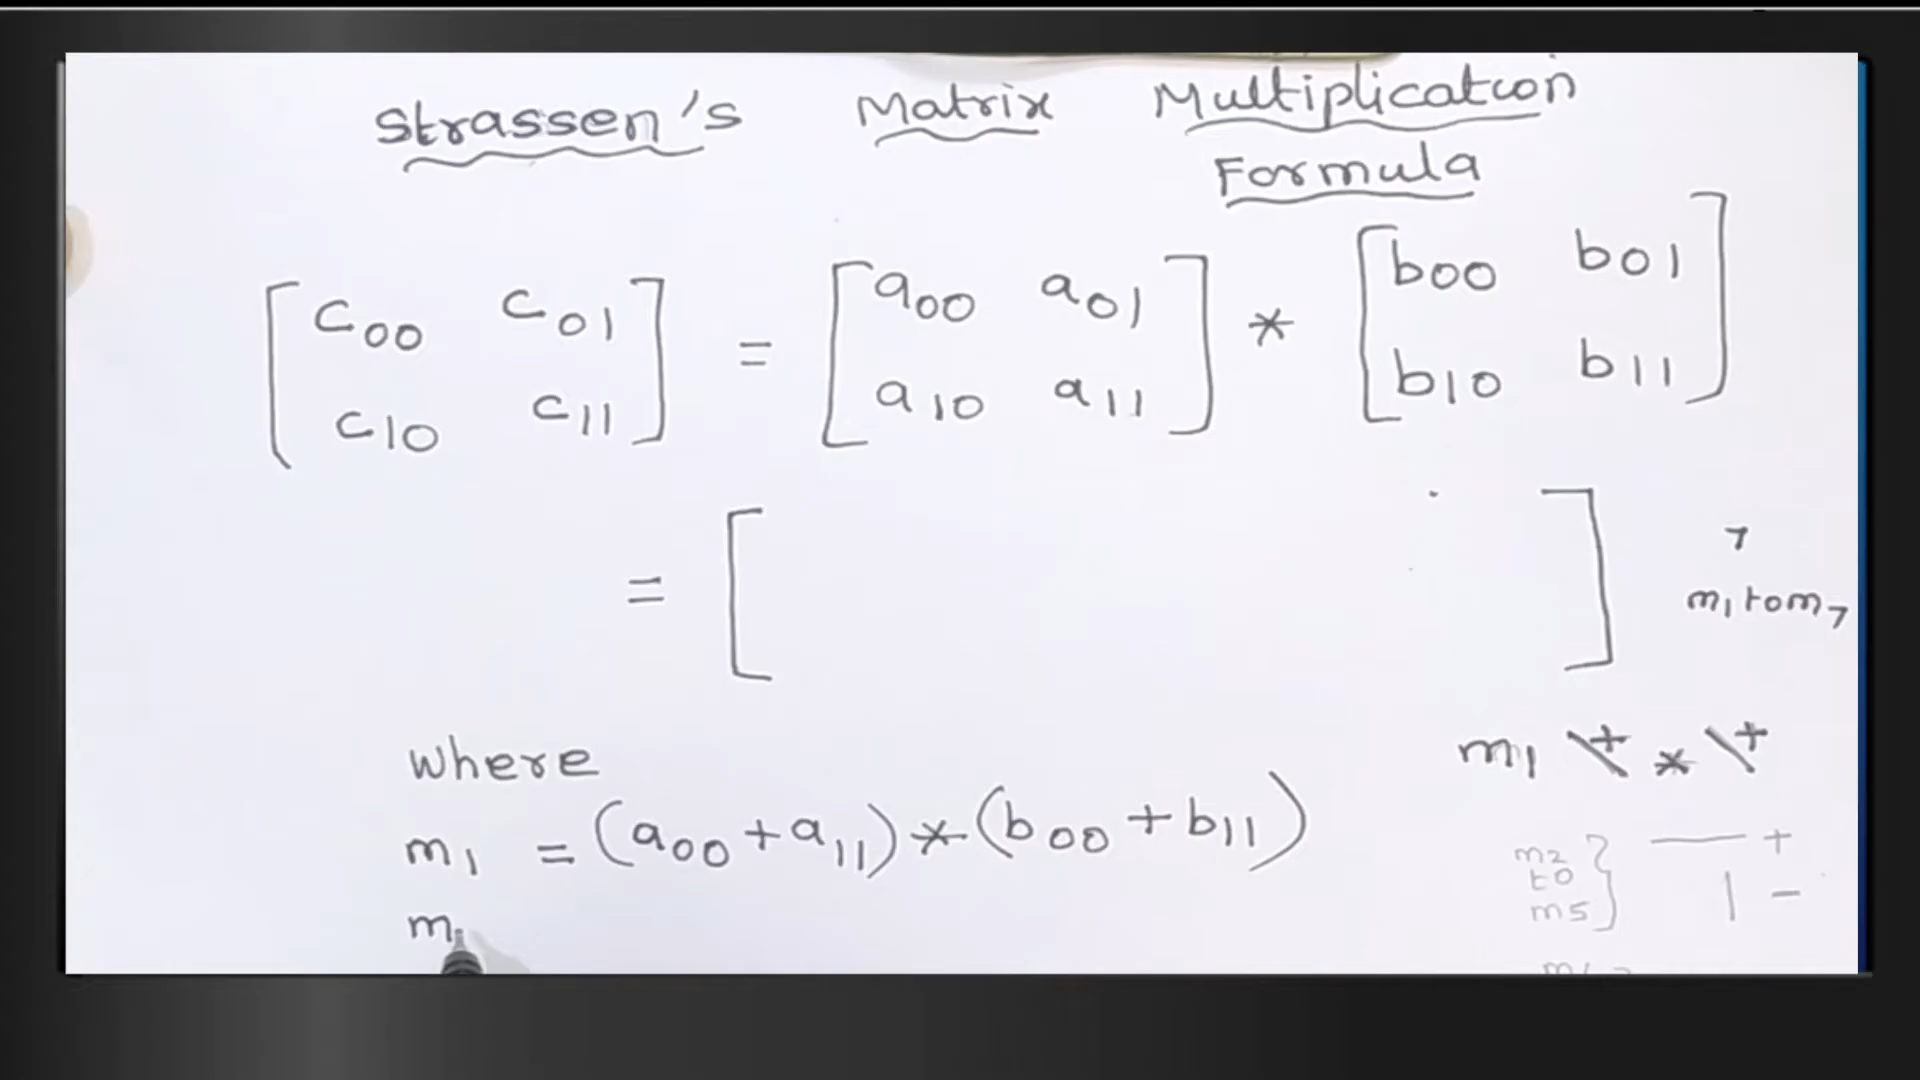 Strassen's Matrix Multiplication
Formula
[ c00 c01 ] = [ a00 a01 ] * [ b00 b01 ]
[ c10 c11 ] [ a10 a11 ] [ b10 b11 ]
= [ ] 7
m1 to m7
where
m1 \+ * \+
m1 = (a00 + a11) * (b00 + b11)
m2 to m5 } — +
| -
m